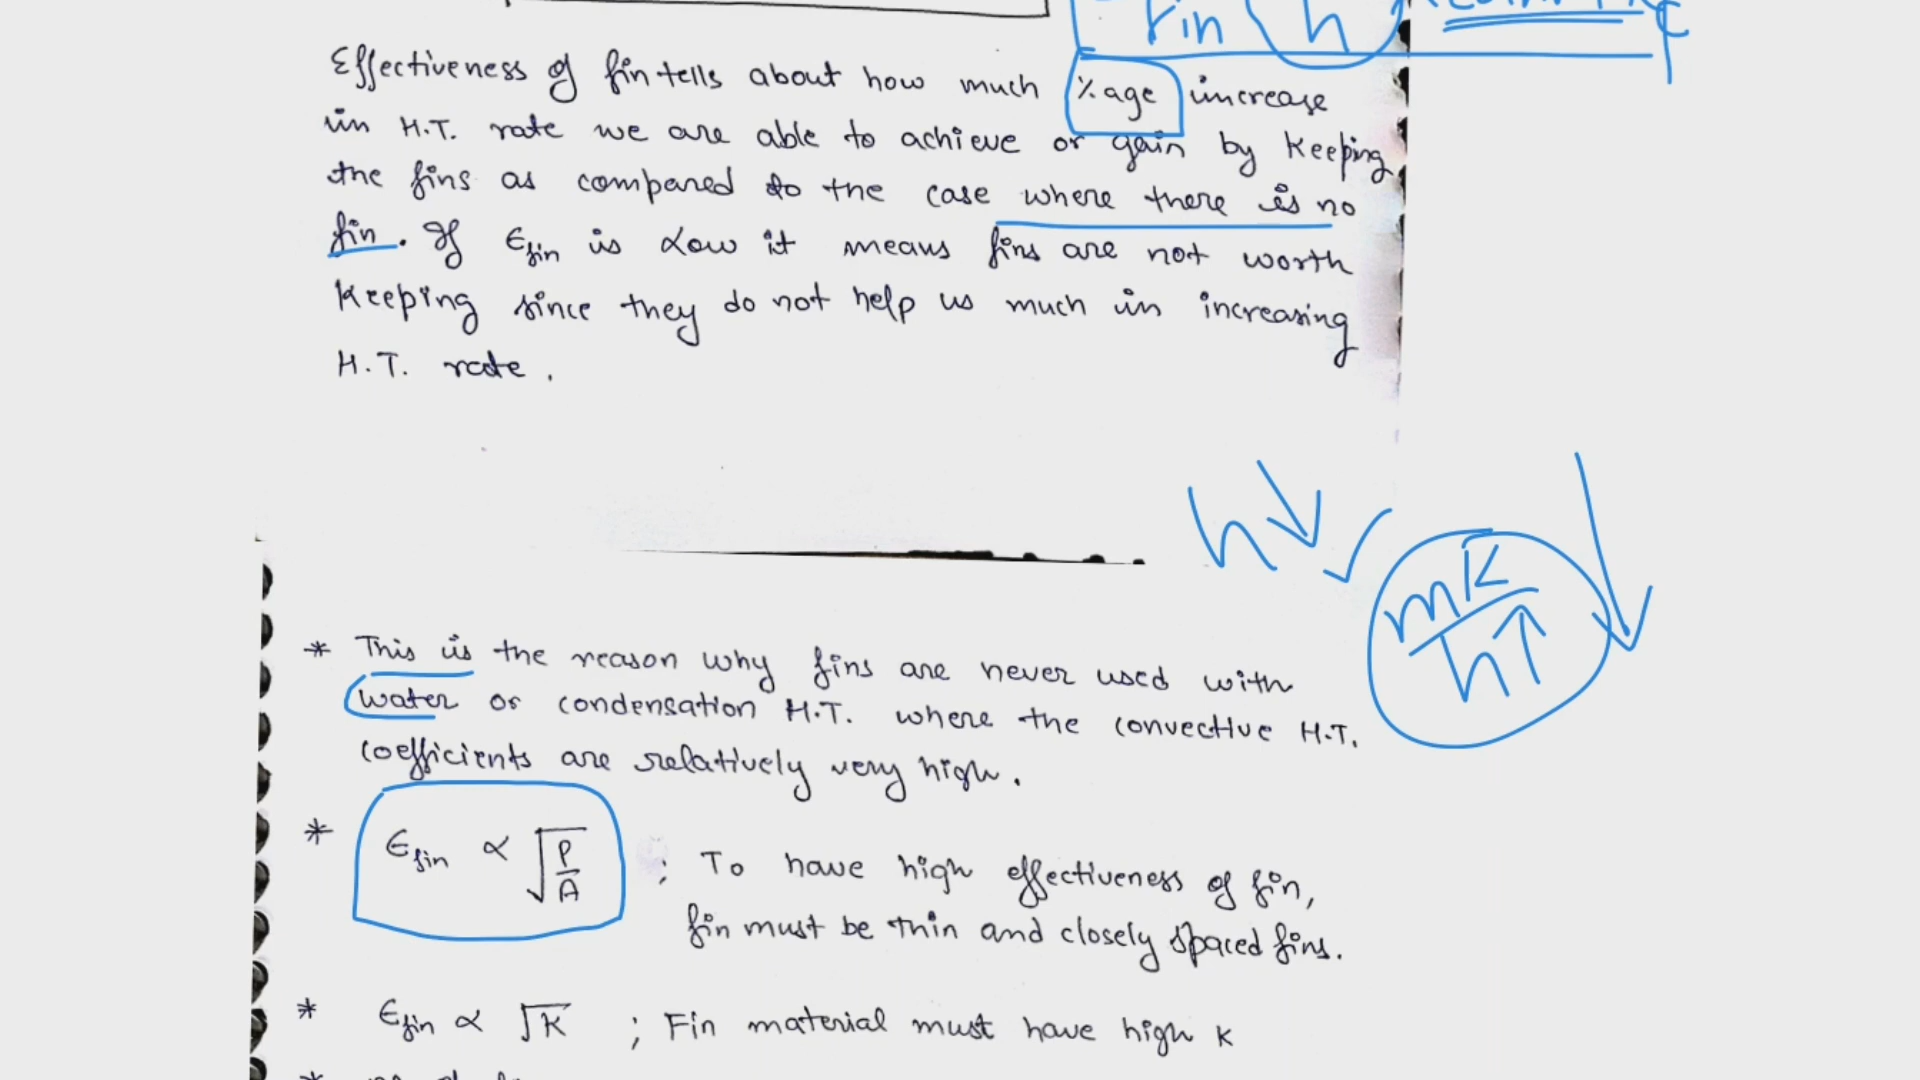 fin h
Effectiveness of fin tells about how much %age increase
in H.T. rate we are able to achieve or gain by keeping
the fins as compared to the case where there is no
fin. If ϵfin is low it means fins are not worth
keeping since they do not help us much in increasing
H.T. rate.
h↓ ✓
mk/h↑ ↓
* This is the reason why fins are never used with
water or condensation H.T. where the convective H.T.
coefficients are relatively very high.
* ϵfin ∝ √(P/A) ; To have high effectiveness of fin,
fin must be thin and closely spaced fins.
* ϵfin ∝ √K ; Fin material must have high K
*